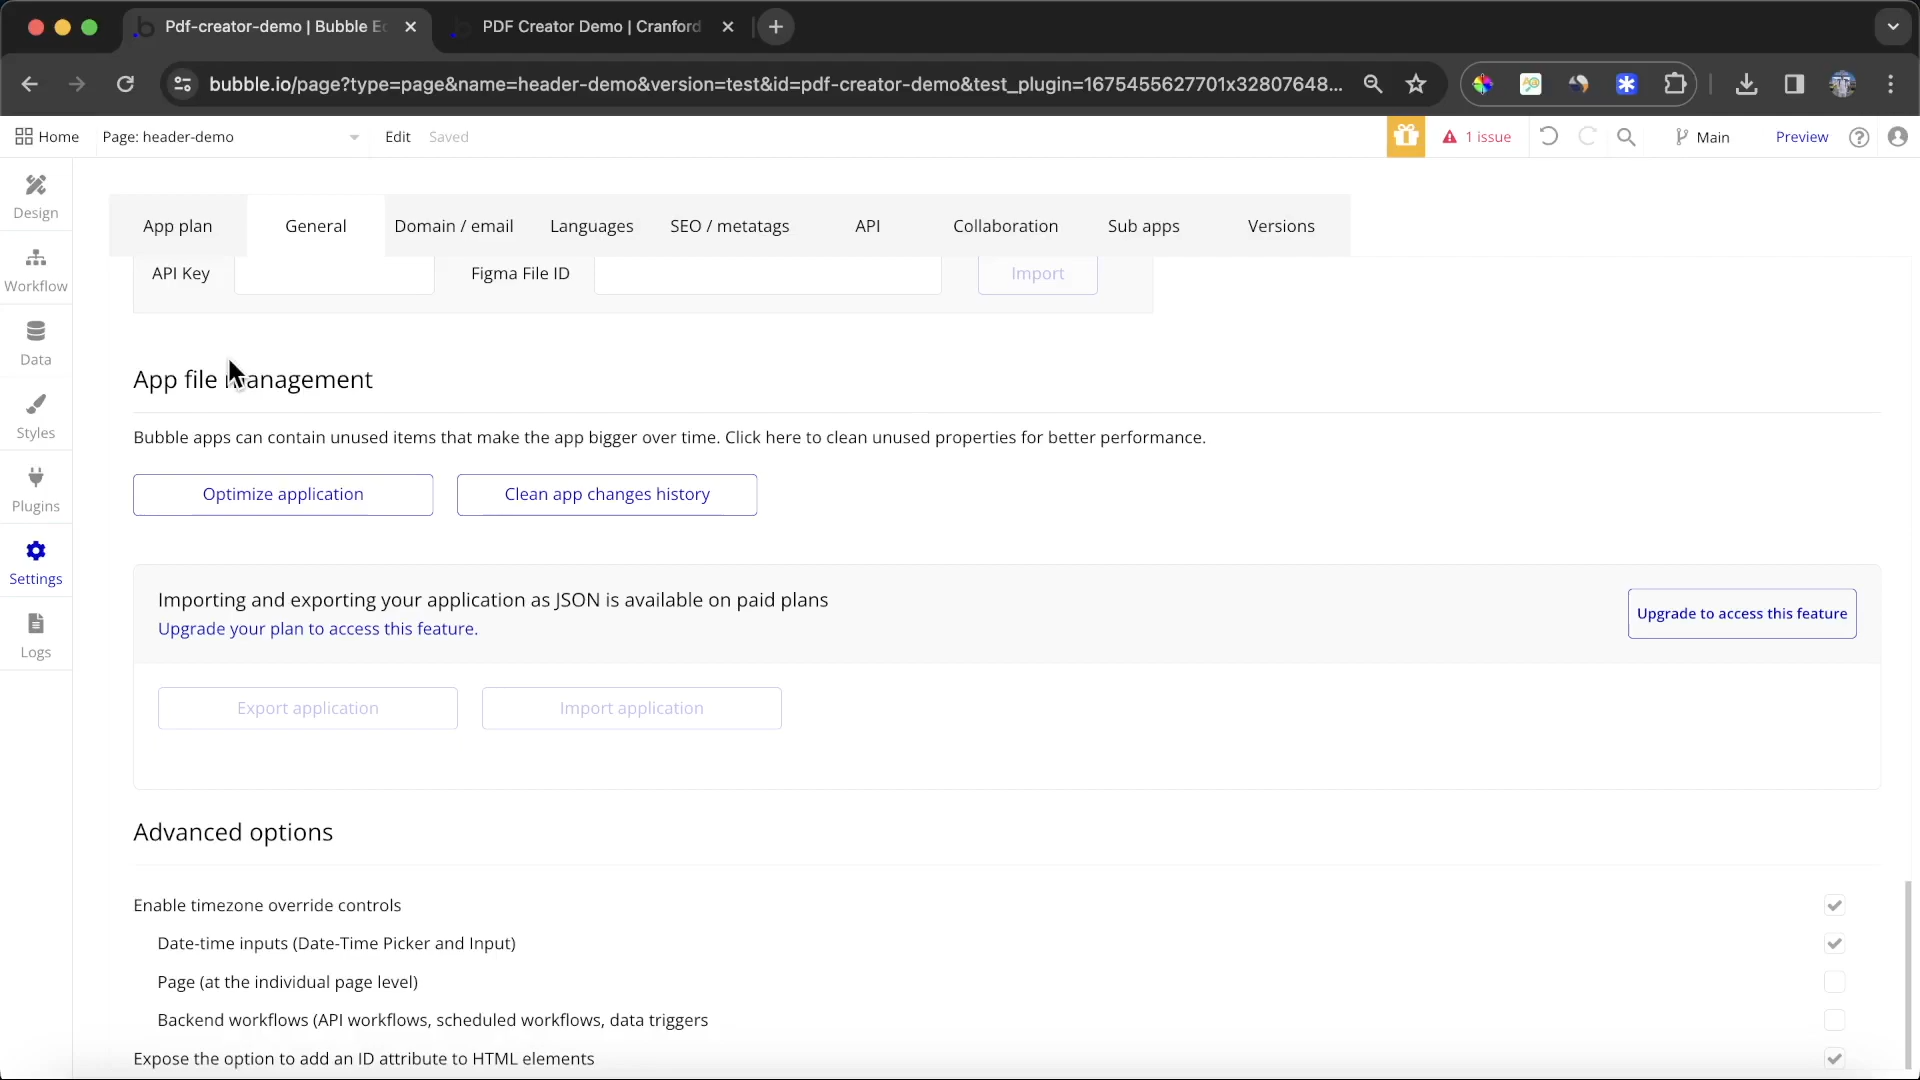 Pdf-creator-demo | Bubble Ec
PDF Creator Demo | Cranford
bubble.io/page?type=page&name=header-demo&version=test&id=pdf-creator-demo&test_plugin=1675455627701x32807648...
Home
Page: header-demo
Edit
Saved
1 issue
Main
Preview
Design
Workflow
Data
Styles
Plugins
Settings
Logs
App plan
General
Domain / email
Languages
SEO / metatags
API
Collaboration
Sub apps
Versions
API Key
Figma File ID
Import
App file management
Bubble apps can contain unused items that make the app bigger over time. Click here to clean unused properties for better performance.
Optimize application
Clean app changes history
Importing and exporting your application as JSON is available on paid plans
Upgrade your plan to access this feature.
Upgrade to access this feature
Export application
Import application
Advanced options
Enable timezone override controls
Date-time inputs (Date-Time Picker and Input)
Page (at the individual page level)
Backend workflows (API workflows, scheduled workflows, data triggers
Expose the option to add an ID attribute to HTML elements